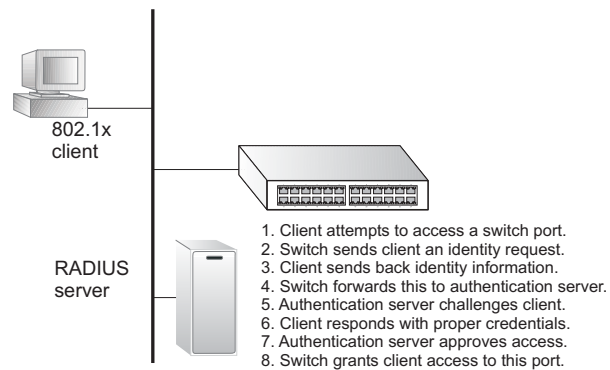 802.1x
client
RADIUS
server
1. Client attempts to access a switch port.
2. Switch sends client an identity request.
3. Client sends back identity information.
4. Switch forwards this to authentication server.
5. Authentication server challenges client.
6. Client responds with proper credentials.
7. Authentication server approves access.
8. Switch grants client access to this port.